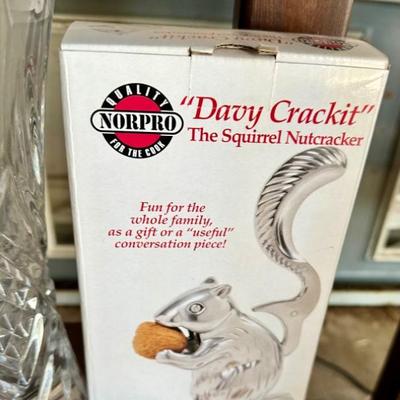 QUALITY
NORPRO
FOR THE COOK
"Davy Crackit"
The Squirrel Nutcracker
Fun for the
whole family,
as a gift or a "useful"
conversation piece!